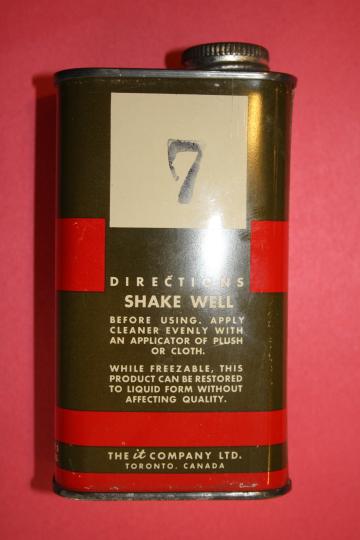 7
DIRECTIONS
SHAKE WELL
BEFORE USING. APPLY
CLEANER EVENLY WITH
AN APPLICATOR OF PLUSH
OR CLOTH.
WHILE FREEZABLE, THIS
PRODUCT CAN BE RESTORED
TO LIQUID FORM WITHOUT
AFFECTING QUALITY.
THE it COMPANY LTD.
TORONTO, CANADA